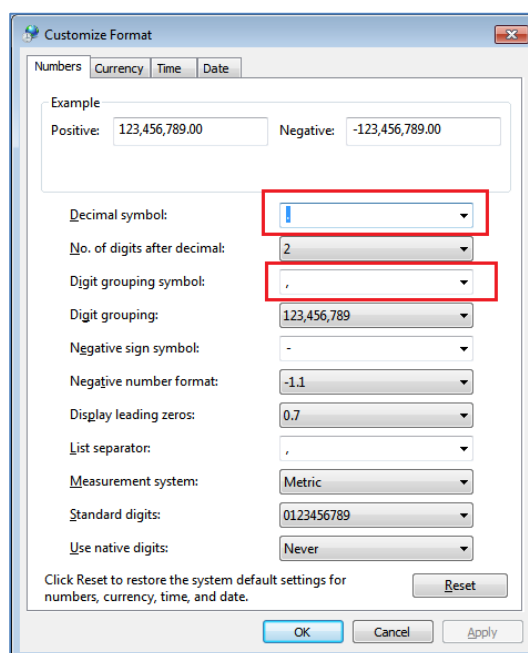 Customize Format
Numbers Currency Time Date
Example
Positive: 123,456,789.00 Negative: -123,456,789.00
Decimal symbol: .
No. of digits after decimal: 2
Digit grouping symbol: ,
Digit grouping: 123,456,789
Negative sign symbol: -
Negative number format: -1.1
Display leading zeros: 0.7
List separator: ,
Measurement system: Metric
Standard digits: 0123456789
Use native digits: Never
Click Reset to restore the system default settings for
numbers, currency, time, and date.
Reset
OK Cancel Apply